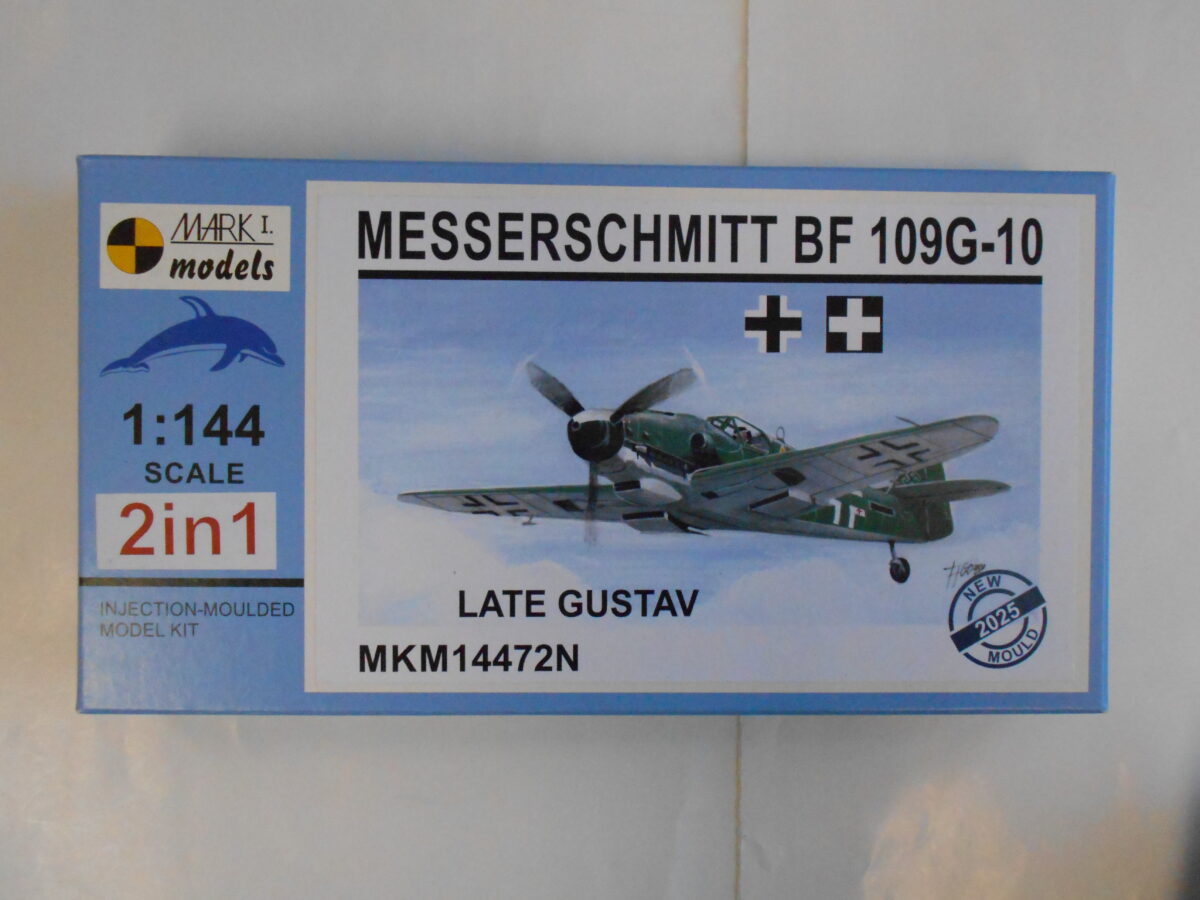 MARK I.
models
1:144
SCALE
2in1
INJECTION-MOULDED
MODEL KIT
MESSERSCHMITT BF 109G-10
LATE GUSTAV
MKM14472N
NEW
2025
MOULD